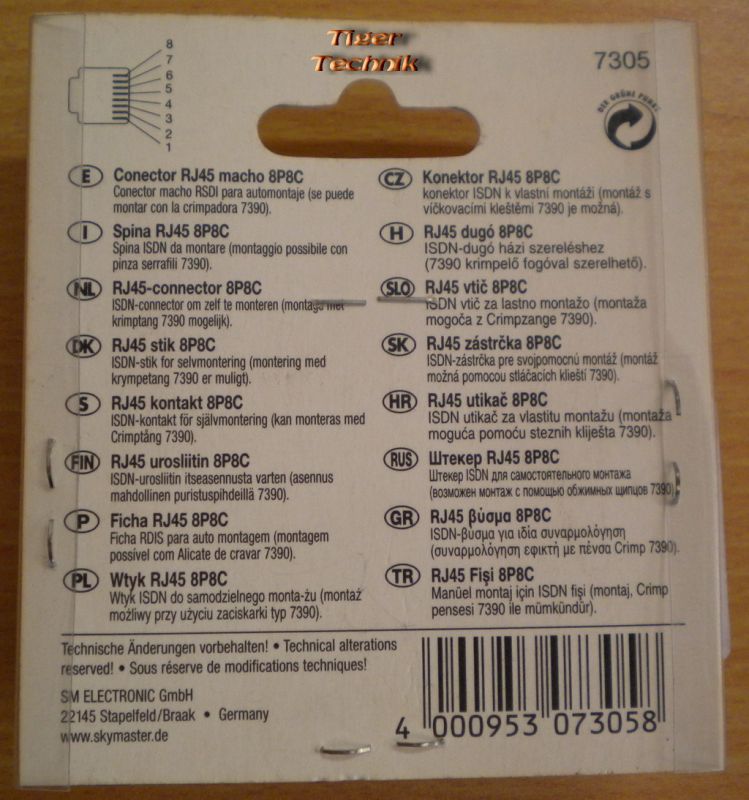 Tiger
Technik
7305
DER GRÜNE PUNKT
8
7
6
5
4
3
2
1
E Conector RJ45 macho 8P8C
Conector macho RSDI para automontaje (se puede
montar con la crimpadora 7390).
I Spina RJ45 8P8C
Spina ISDN da montare (montaggio possibile con
pinza serrafili 7390).
NL RJ45-connector 8P8C
ISDN-connector om zelf te monteren (montage met
krimptang 7390 mogelijk).
DK RJ45 stik 8P8C
ISDN-stik for selvmontering (montering med
krympetang 7390 er muligt).
S RJ45 kontakt 8P8C
ISDN-kontakt för självmontering (kan monteras med
Crimptång 7390).
FIN RJ45 urosliitin 8P8C
ISDN-urosliitin itseasennusta varten (asennus
mahdollinen puristuspihdeillä 7390).
P Ficha RJ45 8P8C
Ficha RDIS para auto montagem (montagem
possível com Alicate de cravar 7390).
PL Wtyk RJ45 8P8C
Wtyk ISDN do samodzielnego monta-żu (montaż
możliwy przy użyciu zaciskarki typ 7390).
CZ Konektor RJ45 8P8C
konektor ISDN k vlastní montáži (montáž s
víčkovacími kleštěmi 7390 je možná).
H RJ45 dugó 8P8C
ISDN-dugó házi szereléshez
(7390 krimpelő fogóval szerelhető).
SLO RJ45 vtič 8P8C
ISDN vtič za lastno montažo (montaža
mogoča z Crimpzange 7390).
SK RJ45 zástrčka 8P8C
ISDN-zástrčka pre svojpomocnú montáž (montáž
možná pomocou stláčacích klieští 7390).
HR RJ45 utikač 8P8C
ISDN utikač za vlastitu montažu (montaža
moguća pomoću steznih kliješta 7390).
RUS Штекер RJ45 8P8C
Штекер ISDN для самостоятельного монтажа
(возможен монтаж с помощью обжимных щипцов 7390)
GR RJ45 βύσμα 8P8C
ISDN-βύσμα για ιδία συναρμολόγηση
(συναρμολόγηση εφικτή με πένσα Crimp 7390).
TR RJ45 Fişi 8P8C
Manüel montaj için ISDN fişi (montaj, Crimp
pensesi 7390 ile mümkündür).
Technische Änderungen vorbehalten! • Technical alterations
reserved! • Sous réserve de modifications techniques!
SM ELECTRONIC GmbH
22145 Stapelfeld/Braak • Germany
www.skymaster.de
4 000953 073058